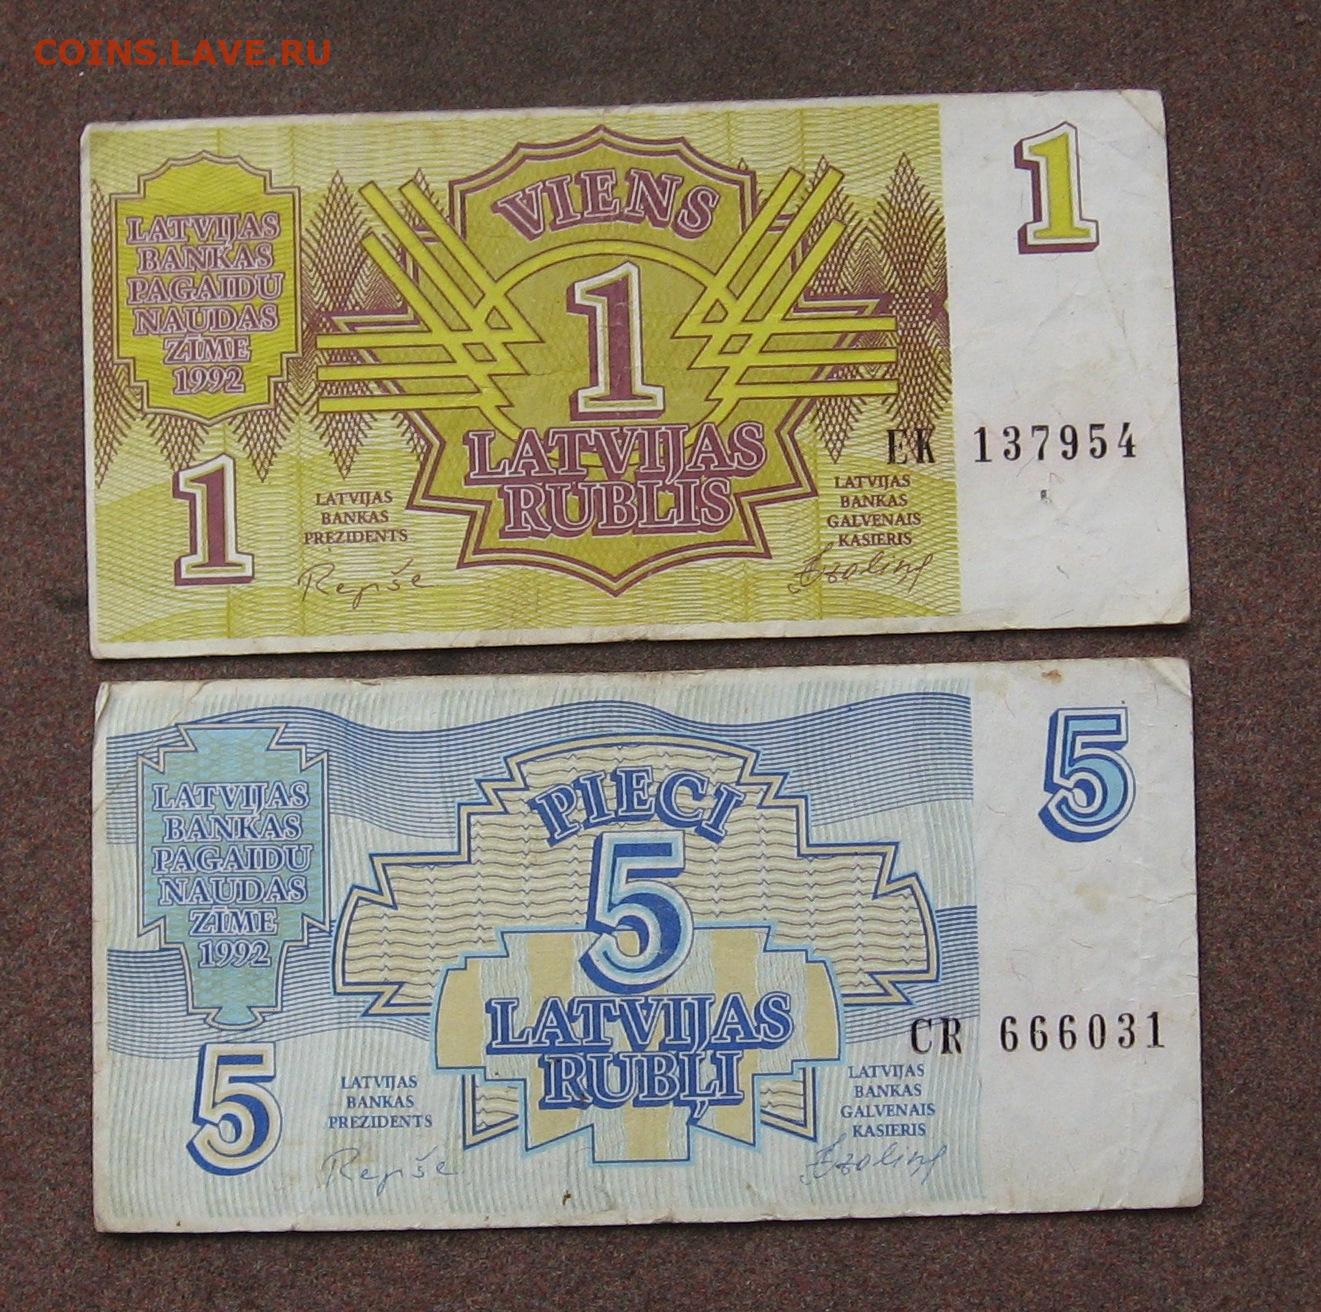 COINS.LAVE.RU
LATVIJAS
BANKAS
PAGAIDU
NAUDAS
ZĪME
1992
VIENS
1
LATVIJAS
RUBLIS
1
EK 137954
1
LATVIJAS
BANKAS
PREZIDENTS
Repše
LATVIJAS
BANKAS
GALVENAIS
KASIERIS
LATVIJAS
BANKAS
PAGAIDU
NAUDAS
ZĪME
1992
PIECI
5
LATVIJAS
RUBĻI
5
CR 666031
5
LATVIJAS
BANKAS
PREZIDENTS
Repše
LATVIJAS
BANKAS
GALVENAIS
KASIERIS